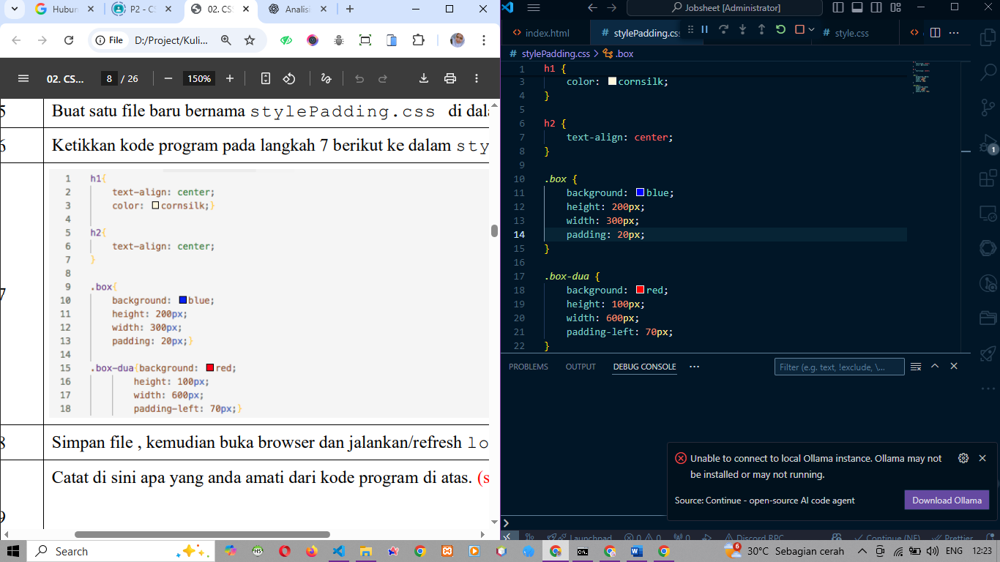 Hubun
P2 - CS
02. CS
Analisi
File
D:/Project/Kuli...
02. CS...
8 / 26
150%
5
Buat satu file baru bernama stylePadding.css di dal
6
Ketikkan kode program pada langkah 7 berikut ke dalam sty
7
1 h1{
2 text-align: center;
3 color: cornsilk;}
4
5 h2{
6 text-align: center;
7 }
8
9 .box{
10 background: blue;
11 height: 200px;
12 width: 300px;
13 padding: 20px;}
14
15 .box-dua{background: red;
16 height: 100px;
17 width: 600px;
18 padding-left: 70px;}
8
Simpan file , kemudian buka browser dan jalankan/refresh lo
Catat di sini apa yang anda amati dari kode program di atas. (s
9
Jobsheet [Administrator]
index.html
# stylePadding.css
# style.css
# stylePadding.css > .box
1 h1 {
3 color: cornsilk;
4 }
5
6 h2 {
7 text-align: center;
8 }
9
10 .box {
11 background: blue;
12 height: 200px;
13 width: 300px;
14 padding: 20px;
15 }
16
17 .box-dua {
18 background: red;
19 height: 100px;
20 width: 600px;
21 padding-left: 70px;
22 }
1
PROBLEMS OUTPUT DEBUG CONSOLE ...
Filter (e.g. text, !exclude, \...
Unable to connect to local Ollama instance. Ollama may not
be installed or may not running.
Source: Continue - open-source AI code agent
Download Ollama
Launchpad 0 0 0 Discord RPC Continue (NE) Prettier
Search
6
30°C Sebagian cerah
ENG
12:23